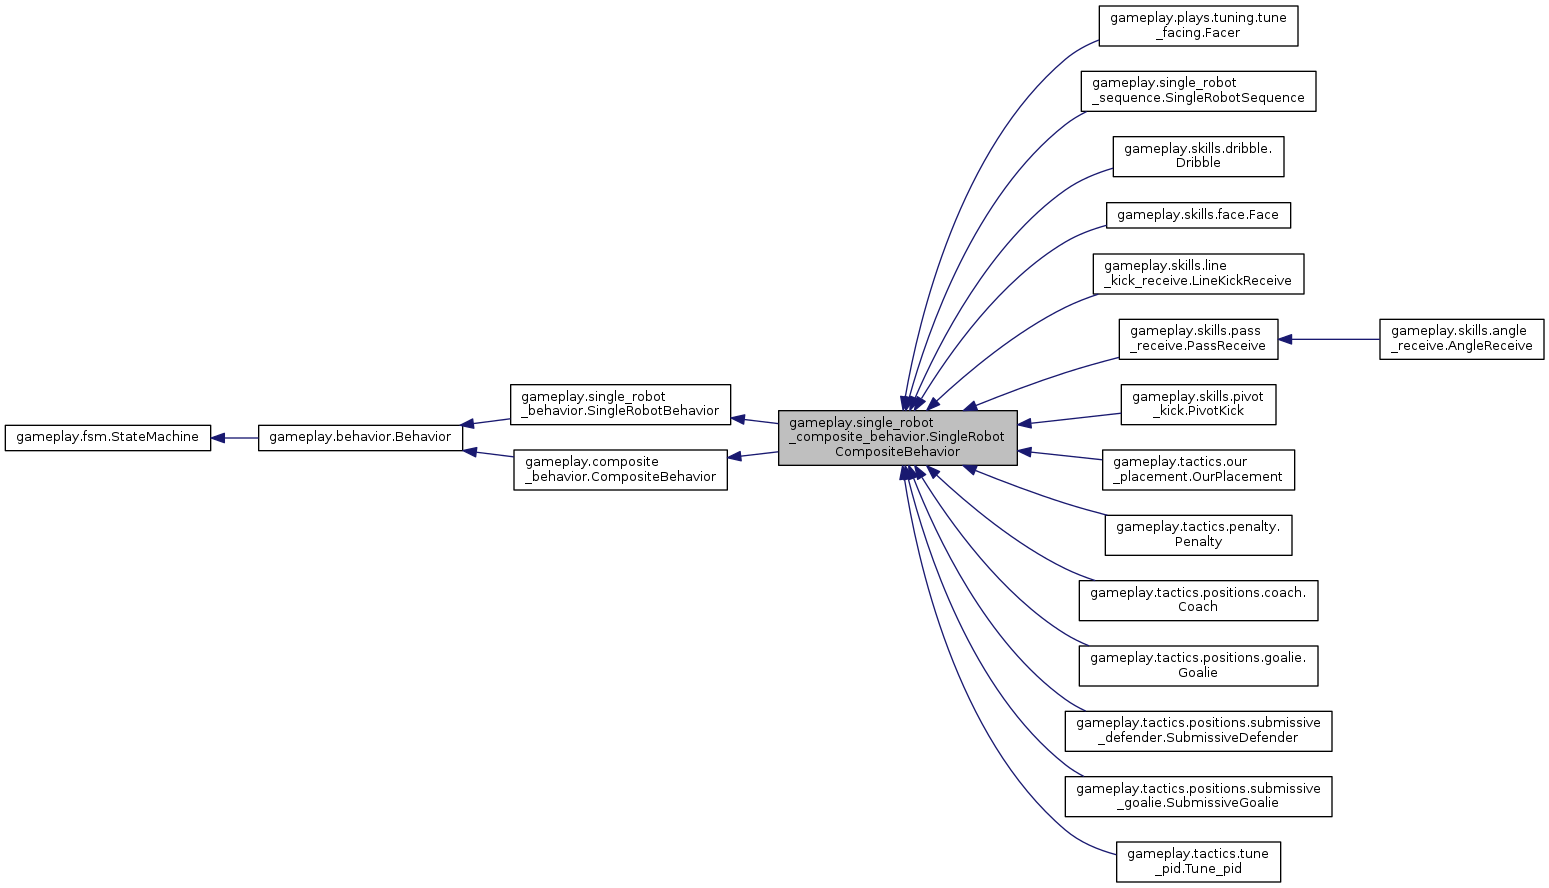 gameplay.fsm.StateMachine
gameplay.behavior.Behavior
gameplay.single_robot
_behavior.SingleRobotBehavior
gameplay.composite
_behavior.CompositeBehavior
gameplay.single_robot
_composite_behavior.SingleRobot
CompositeBehavior
gameplay.plays.tuning.tune
_facing.Facer
gameplay.single_robot
_sequence.SingleRobotSequence
gameplay.skills.dribble.
Dribble
gameplay.skills.face.Face
gameplay.skills.line
_kick_receive.LineKickReceive
gameplay.skills.pass
_receive.PassReceive
gameplay.skills.angle
_receive.AngleReceive
gameplay.skills.pivot
_kick.PivotKick
gameplay.tactics.our
_placement.OurPlacement
gameplay.tactics.penalty.
Penalty
gameplay.tactics.positions.coach.
Coach
gameplay.tactics.positions.goalie.
Goalie
gameplay.tactics.positions.submissive
_defender.SubmissiveDefender
gameplay.tactics.positions.submissive
_goalie.SubmissiveGoalie
gameplay.tactics.tune
_pid.Tune_pid